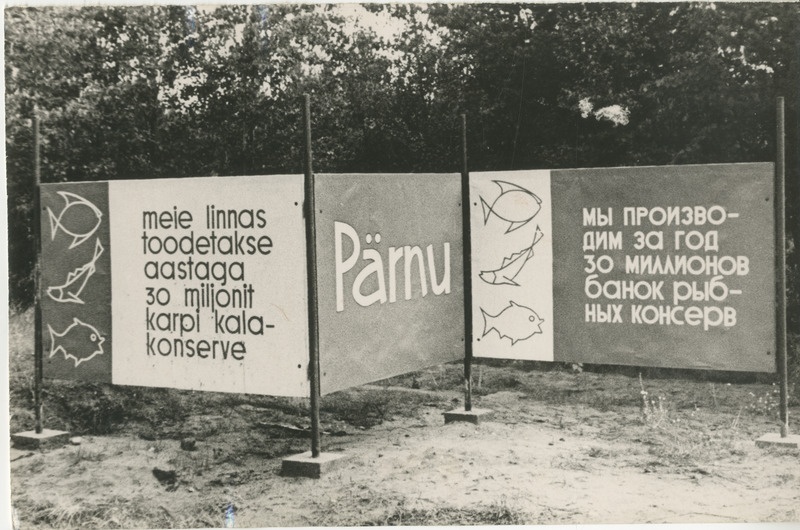 meie linnas
toodetakse
aastaga
30 miljonit
karpi kala-
konserve
Pärnu
мы произво-
дим за год
30 миллионов
банок рыб-
ных консерв